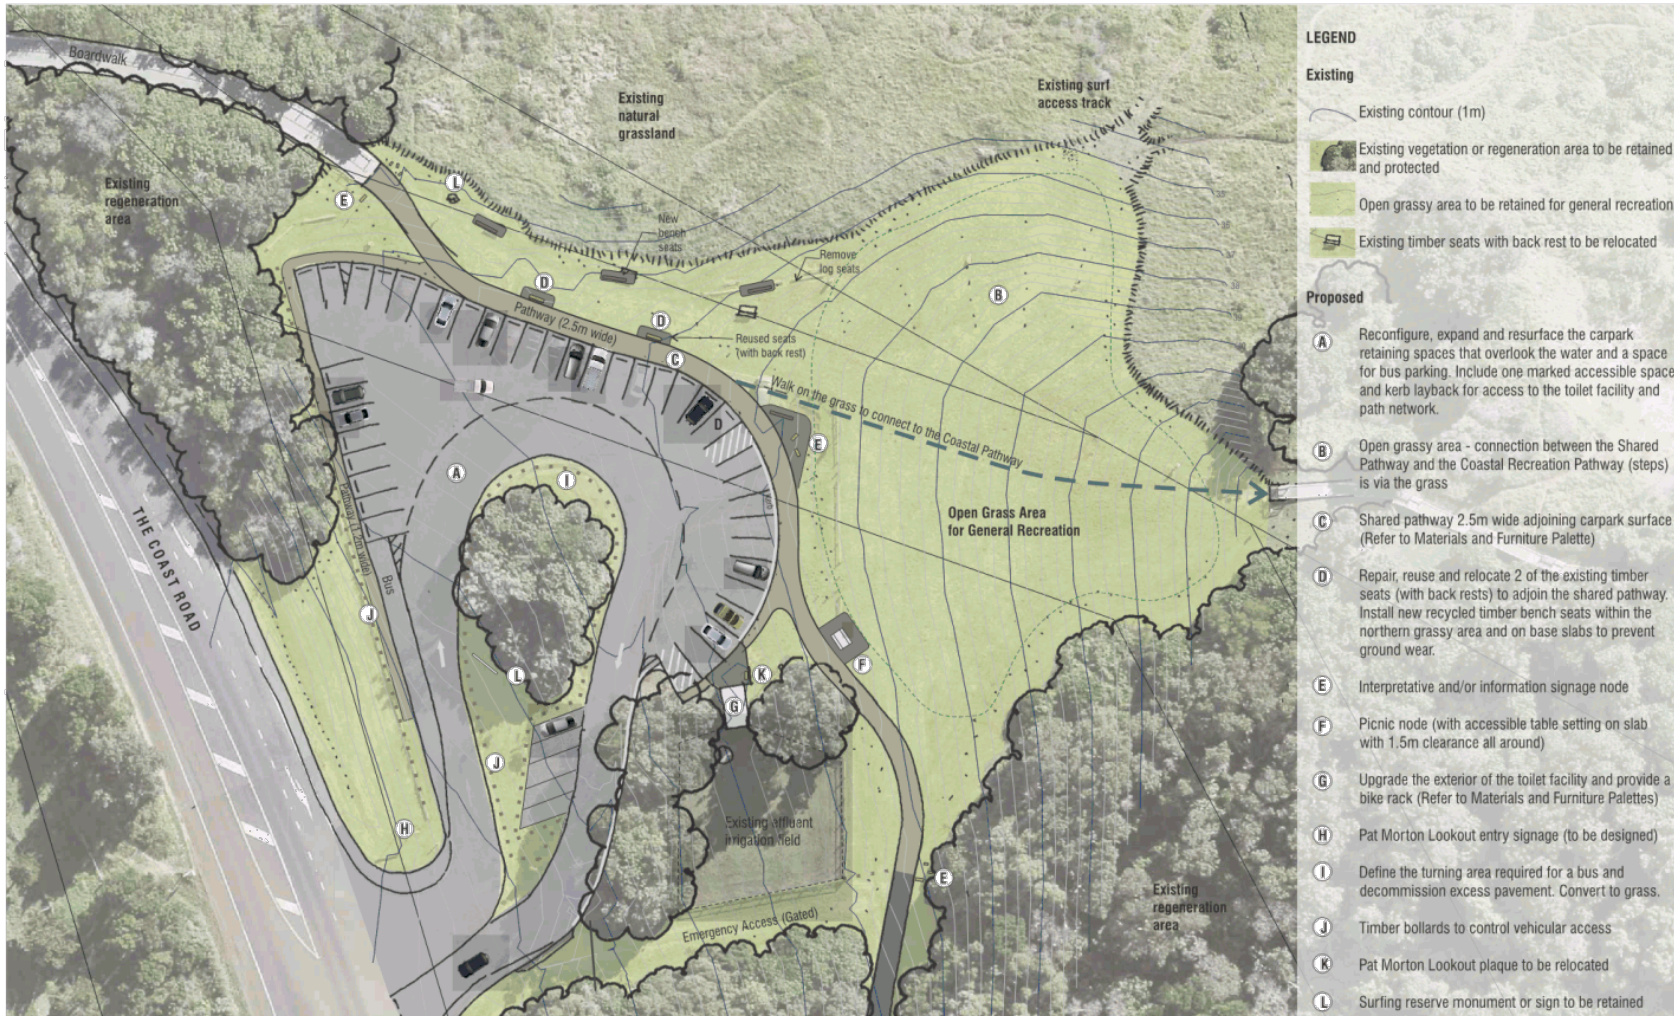 Boardwalk
Existing
natural
grassland
Existing surf
access track
Existing
regeneration
area
L
E
New
bench
seats
Remove
log seats
D
B
Pathway (2.5m wide)
D
Reused seats
(with back rest)
C
Walk on the grass to connect to the Coastal Pathway
D
E
A
I
Pathway (1.2m wide)
THE COAST ROAD
Open Grass Area
for General Recreation
Bus
J
L
K
F
G
J
H
Existing affluent
irrigation field
E
Emergency Access (Gated)
Existing
regeneration
area
LEGEND
Existing
Existing contour (1m)
Existing vegetation or regeneration area to be retained
and protected
Open grassy area to be retained for general recreation
Existing timber seats with back rest to be relocated
Proposed
A Reconfigure, expand and resurface the carpark
retaining spaces that overlook the water and a space
for bus parking. Include one marked accessible space
and kerb layback for access to the toilet facility and
path network.
B Open grassy area - connection between the Shared
Pathway and the Coastal Recreation Pathway (steps)
is via the grass
C Shared pathway 2.5m wide adjoining carpark surface
(Refer to Materials and Furniture Palette)
D Repair, reuse and relocate 2 of the existing timber
seats (with back rests) to adjoin the shared pathway.
Install new recycled timber bench seats within the
northern grassy area and on base slabs to prevent
ground wear.
E Interpretative and/or information signage node
F Picnic node (with accessible table setting on slab
with 1.5m clearance all around)
G Upgrade the exterior of the toilet facility and provide a
bike rack (Refer to Materials and Furniture Palettes)
H Pat Morton Lookout entry signage (to be designed)
I Define the turning area required for a bus and
decommission excess pavement. Convert to grass.
J Timber bollards to control vehicular access
K Pat Morton Lookout plaque to be relocated
L Surfing reserve monument or sign to be retained